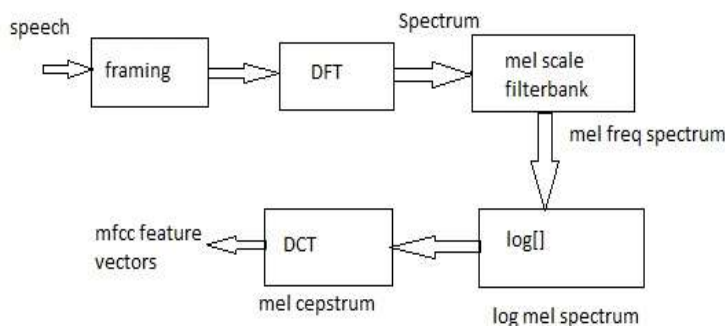 speech
framing
DFT
Spectrum
mel scale
filterbank
mel freq spectrum
log[]
log mel spectrum
DCT
mel cepstrum
mfcc feature
vectors